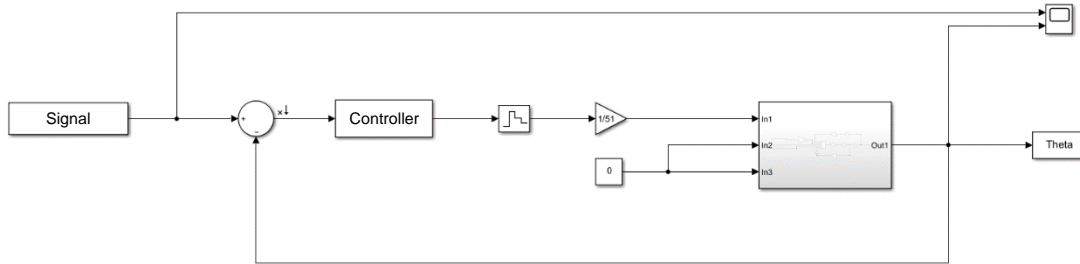 Signal
+
−
x
Controller
1/51
0
In1
In2
In3
Out1
Theta